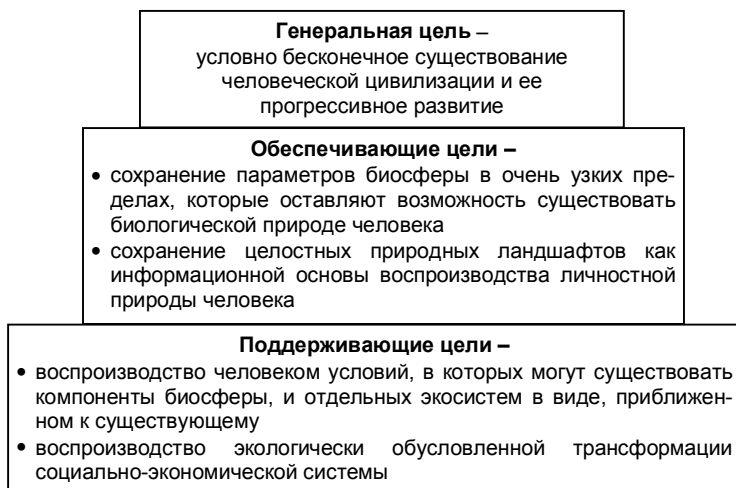 Генеральная цель –
условно бесконечное существование
человеческой цивилизации и ее
прогрессивное развитие
Обеспечивающие цели –
• сохранение параметров биосферы в очень узких пре-
делах, которые оставляют возможность существовать
биологической природе человека
• сохранение целостных природных ландшафтов как
информационной основы воспроизводства личностной
природы человека
Поддерживающие цели –
• воспроизводство человеком условий, в которых могут существовать
компоненты биосферы, и отдельных экосистем в виде, приближен-
ном к существующему
• воспроизводство экологически обусловленной трансформации
социально-экономической системы